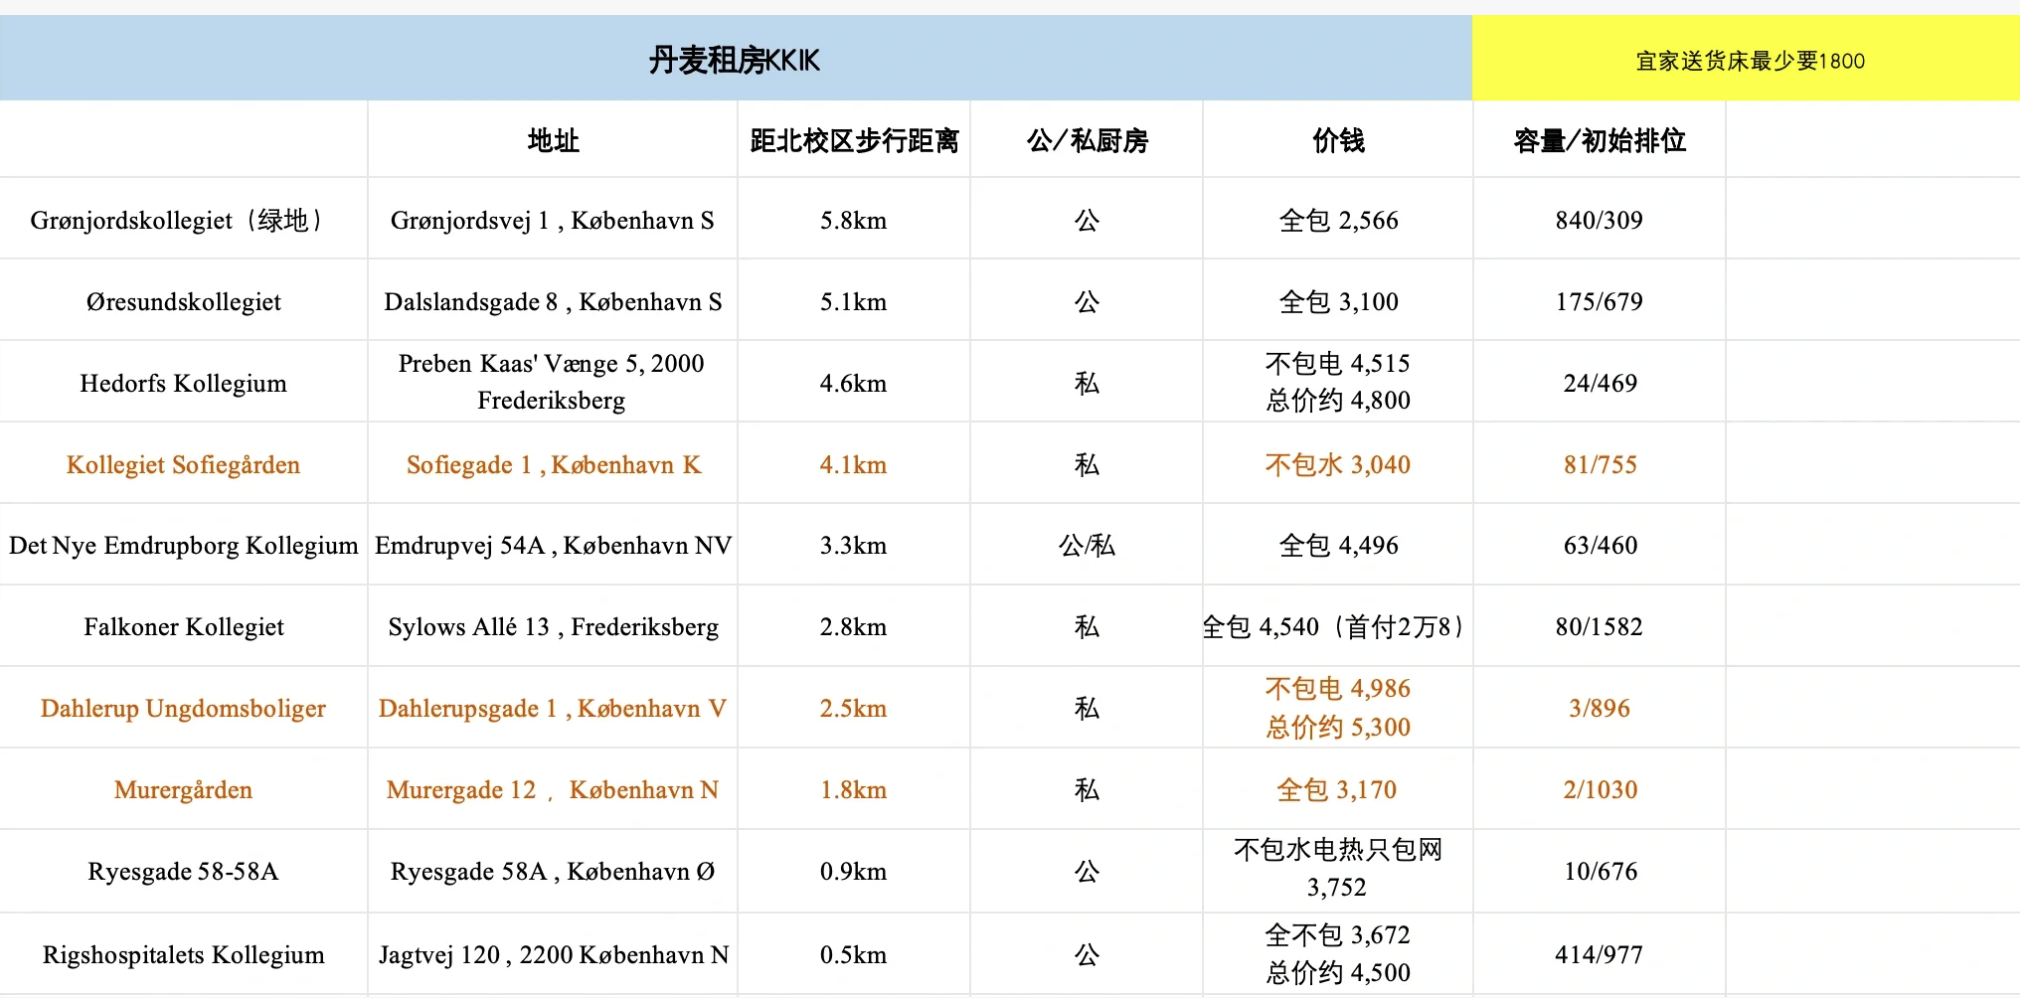 丹麦租房KKIK 宜家送货床最少要1800
地址 距北校区步行距离 公/私厨房 价钱 容量/初始排位
Grønjordskollegiet（绿地） Grønjordsvej 1 , København S 5.8km 公 全包 2,566 840/309
Øresundskollegiet Dalslandsgade 8 , København S 5.1km 公 全包 3,100 175/679
Hedorfs Kollegium Preben Kaas' Vænge 5, 2000 Frederiksberg 4.6km 私 不包电 4,515 总价约 4,800 24/469
Kollegiet Sofiegården Sofiegade 1 , København K 4.1km 私 不包水 3,040 81/755
Det Nye Emdrupborg Kollegium Emdrupvej 54A , København NV 3.3km 公/私 全包 4,496 63/460
Falkoner Kollegiet Sylows Allé 13 , Frederiksberg 2.8km 私 全包 4,540（首付2万8） 80/1582
Dahlerup Ungdomsboliger Dahlerupsgade 1 , København V 2.5km 私 不包电 4,986 总价约 5,300 3/896
Murergården Murergade 12 ， København N 1.8km 私 全包 3,170 2/1030
Ryesgade 58-58A Ryesgade 58A , København Ø 0.9km 公 不包水电热只包网 3,752 10/676
Rigshospitalets Kollegium Jagtvej 120 , 2200 København N 0.5km 公 全不包 3,672 总价约 4,500 414/977